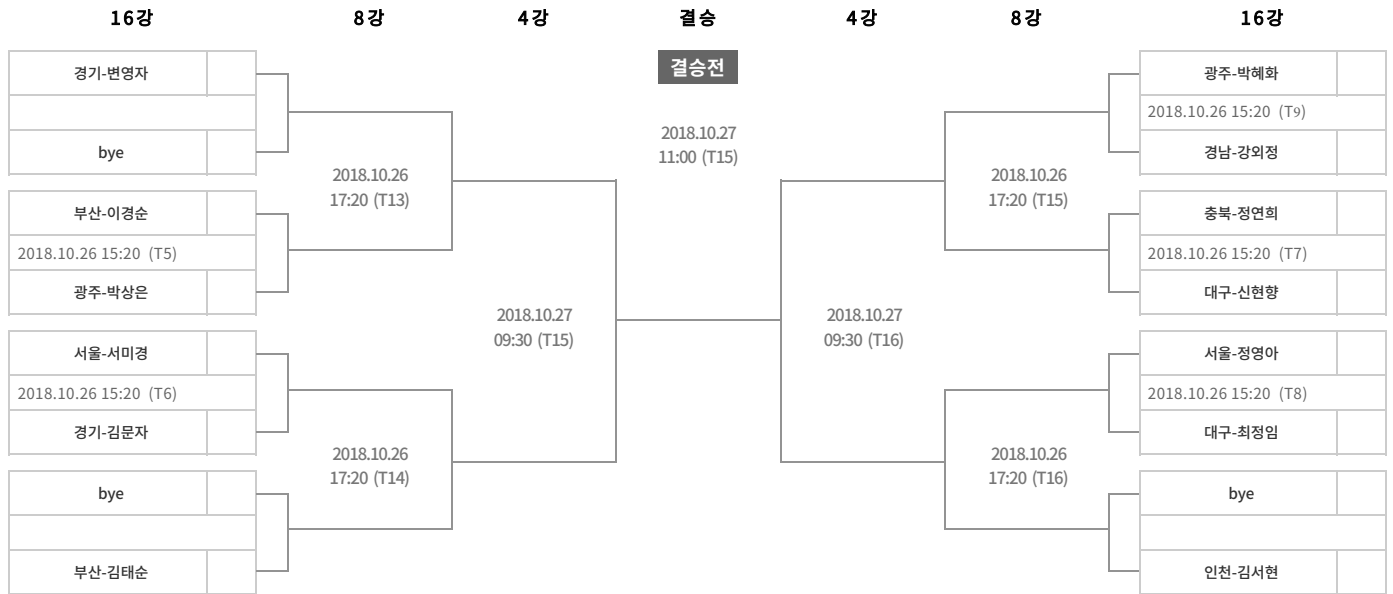 16강 8강 4강 결승 4강 8강 16강
결승전
경기-변영자
bye
부산-이경순
2018.10.26 15:20 (T5)
광주-박상은
서울-서미경
2018.10.26 15:20 (T6)
경기-김문자
bye
부산-김태순
2018.10.26
17:20 (T13)
2018.10.26
17:20 (T14)
2018.10.27
09:30 (T15)
2018.10.27
11:00 (T15)
2018.10.27
09:30 (T16)
2018.10.26
17:20 (T15)
2018.10.26
17:20 (T16)
광주-박혜화
2018.10.26 15:20 (T9)
경남-강외정
충북-정연희
2018.10.26 15:20 (T7)
대구-신현향
서울-정영아
2018.10.26 15:20 (T8)
대구-최정임
bye
인천-김서현